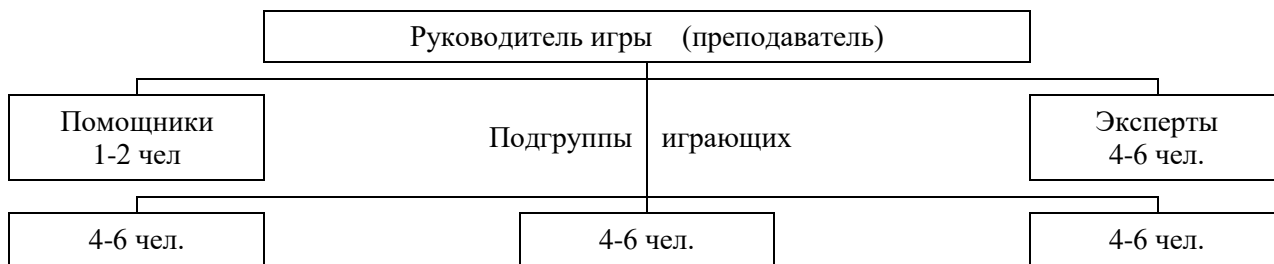 Руководитель игры (преподаватель)
Помощники
1-2 чел
Подгруппы играющих
Эксперты
4-6 чел.
4-6 чел.
4-6 чел.
4-6 чел.